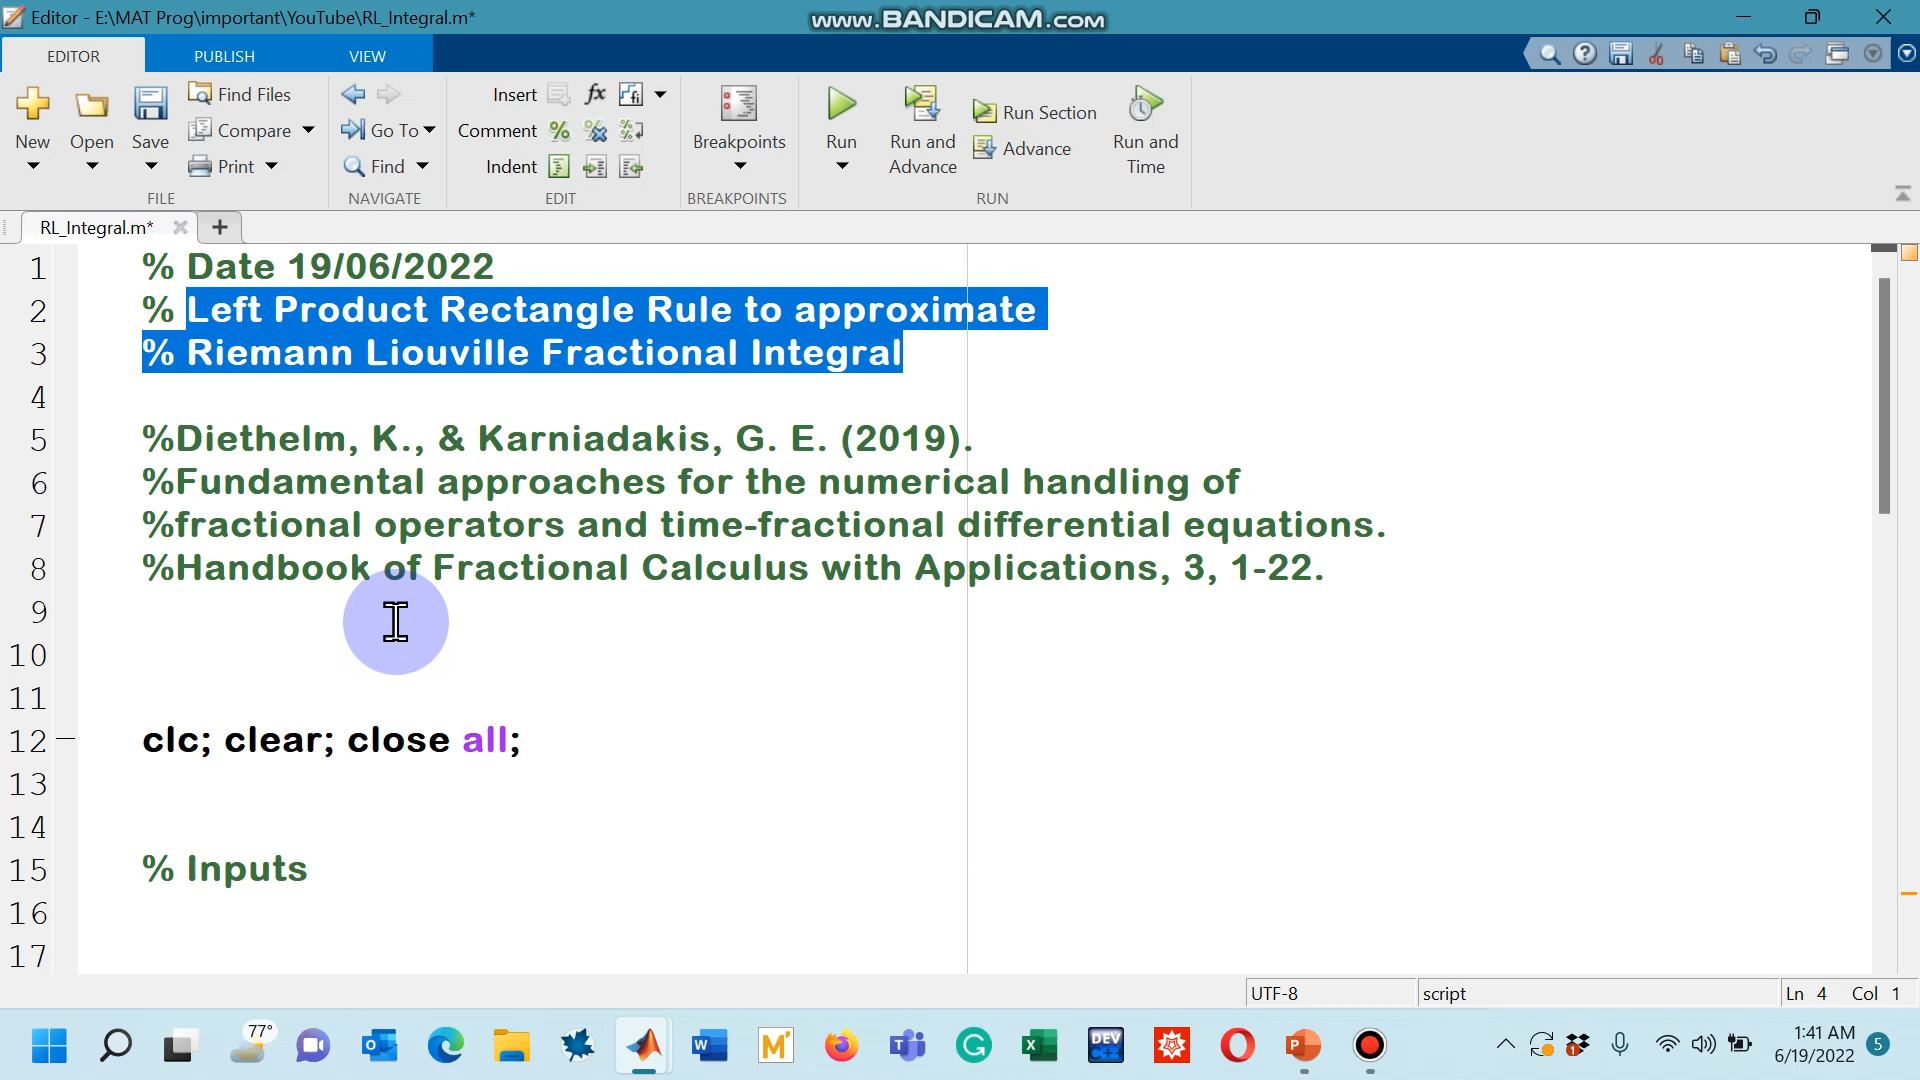 Editor - E:\MAT Prog\important\YouTube\RL_Integral.m*
www.BANDICAM.com
EDITOR PUBLISH VIEW
New Open Save Find Files Compare Print
FILE
Go To Find
NAVIGATE
Insert fx
Comment
Indent
EDIT
Breakpoints
BREAKPOINTS
Run Run and Advance Run Section Advance Run and Time
RUN
RL_Integral.m*
1 % Date 19/06/2022
2 % Left Product Rectangle Rule to approximate
3 % Riemann Liouville Fractional Integral
4
5 %Diethelm, K., & Karniadakis, G. E. (2019).
6 %Fundamental approaches for the numerical handling of
7 %fractional operators and time-fractional differential equations.
8 %Handbook of Fractional Calculus with Applications, 3, 1-22.
9
10
11
12 clc; clear; close all;
13
14
15 % Inputs
16
17
UTF-8 script Ln 4 Col 1
77° DEV C++ 1:41 AM
6/19/2022 5